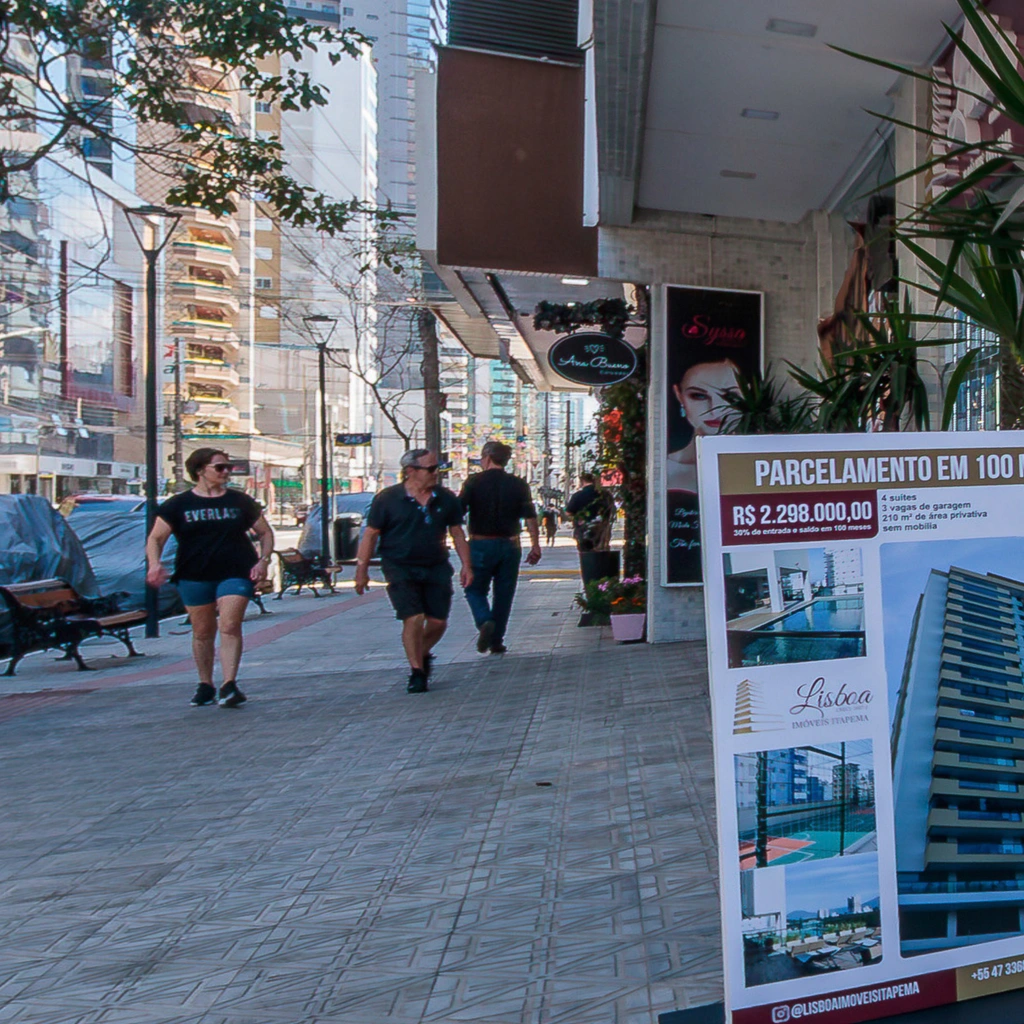 EVERLAST
245
Ana Bueno
Syssa
PARCELAMENTO EM 100
R$ 2.298.000,00
30% de entrada e saldo em 100 meses
4 suítes
3 vagas de garagem
210 m² de área privativa
sem mobília
Lisboa
IMÓVEIS ITAPEMA
+55 47 336
@LISBOAIMOVEISITAPEMA